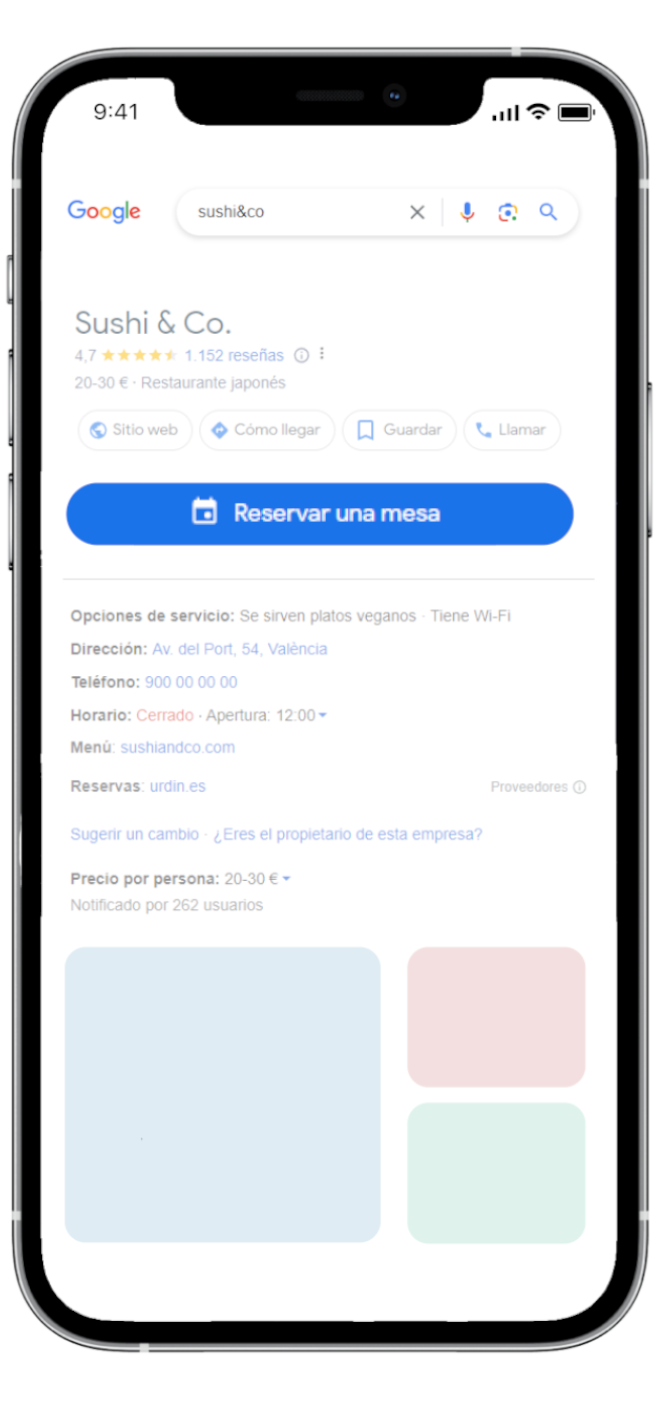 9:41
Google sushi&co
Sushi & Co.
4,7 1.152 reseñas
20-30 € · Restaurante japonés
Sitio web Cómo llegar Guardar Llamar
Reservar una mesa
Opciones de servicio: Se sirven platos veganos · Tiene Wi-Fi
Dirección: Av. del Port, 54, València
Teléfono: 900 00 00 00
Horario: Cerrado · Apertura: 12:00
Menú: sushiandco.com
Reservas: urdin.es Proveedores
Sugerir un cambio · ¿Eres el propietario de esta empresa?
Precio por persona: 20-30 €
Notificado por 262 usuarios